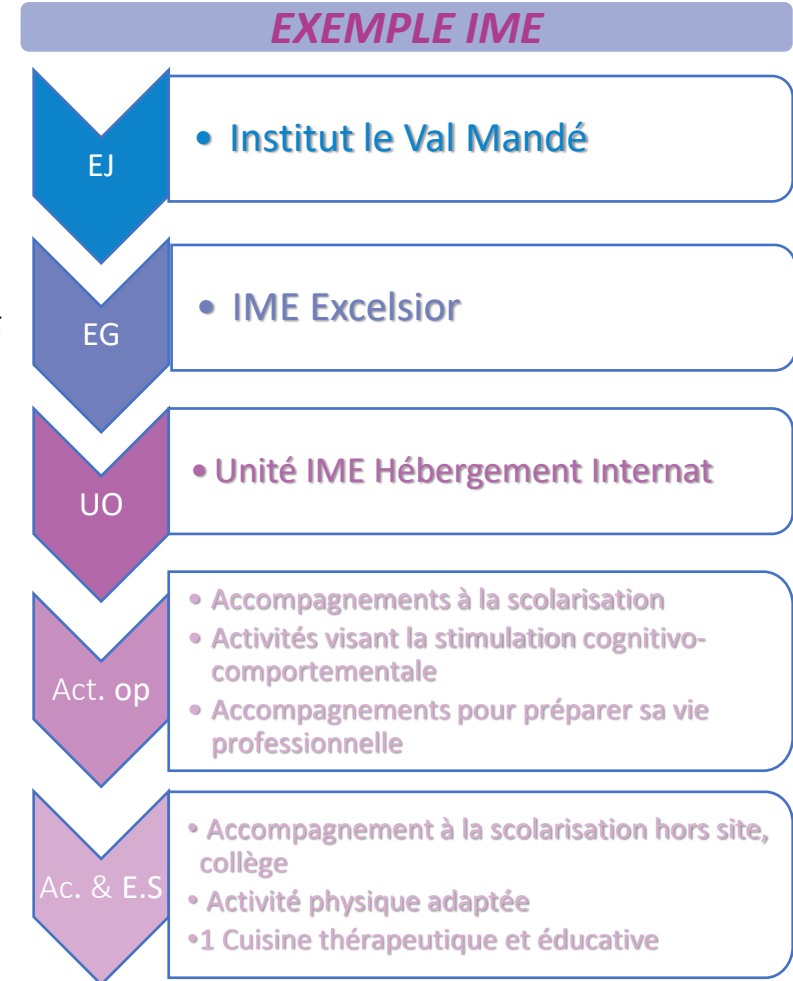 EXEMPLE IME
EJ
• Institut le Val Mandé
EG
• IME Excelsior
UO
• Unité IME Hébergement Internat
Act. op
• Accompagnements à la scolarisation
• Activités visant la stimulation cognitivo-
comportementale
• Accompagnements pour préparer sa vie
professionnelle
Ac. & E.S
• Accompagnement à la scolarisation hors site,
collège
• Activité physique adaptée
•1 Cuisine thérapeutique et éducative